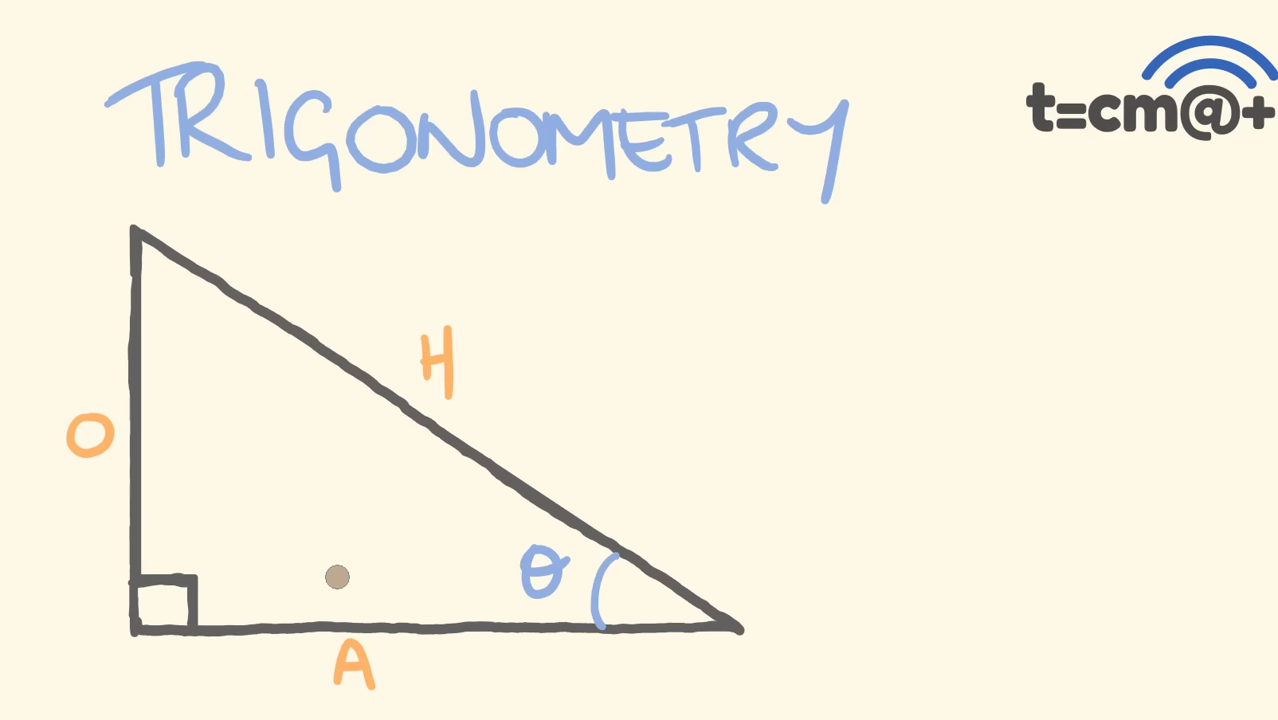 TRIGONOMETRY
t=cm@+
H
O
θ
A